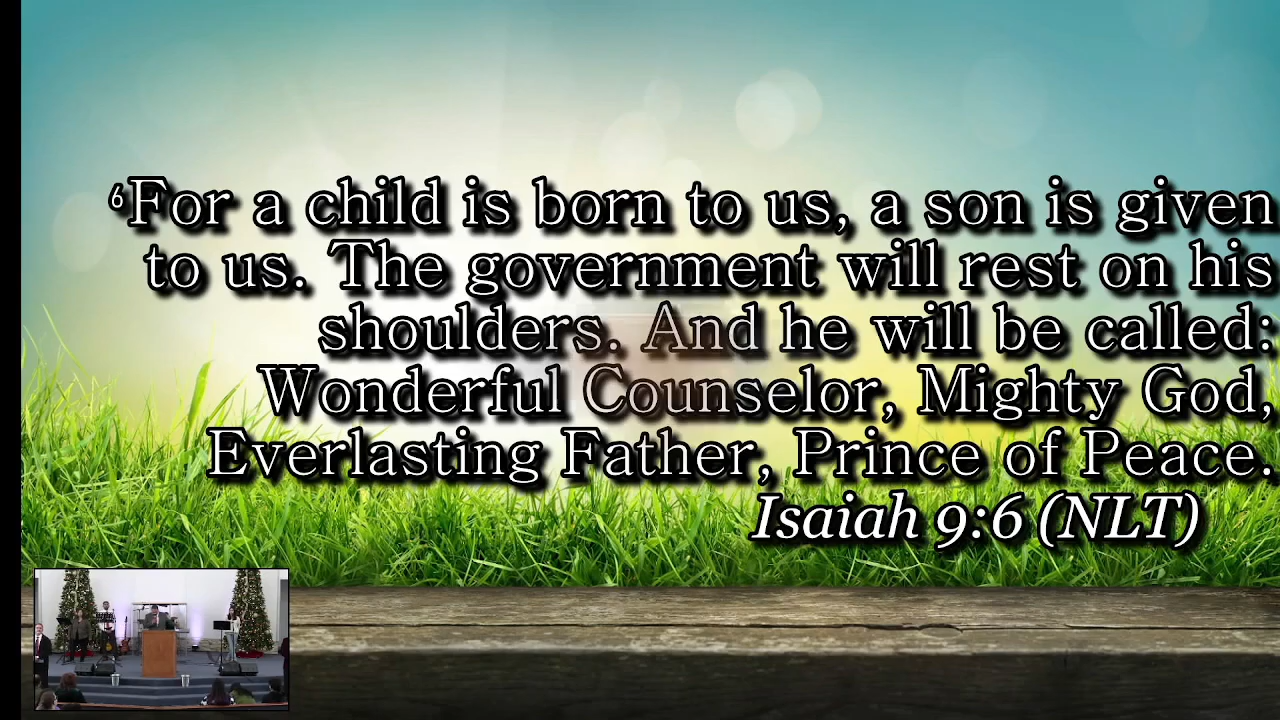 ⁶For a child is born to us, a son is given
to us. The government will rest on his
shoulders. And he will be called:
Wonderful Counselor, Mighty God,
Everlasting Father, Prince of Peace.
Isaiah 9:6 (NLT)